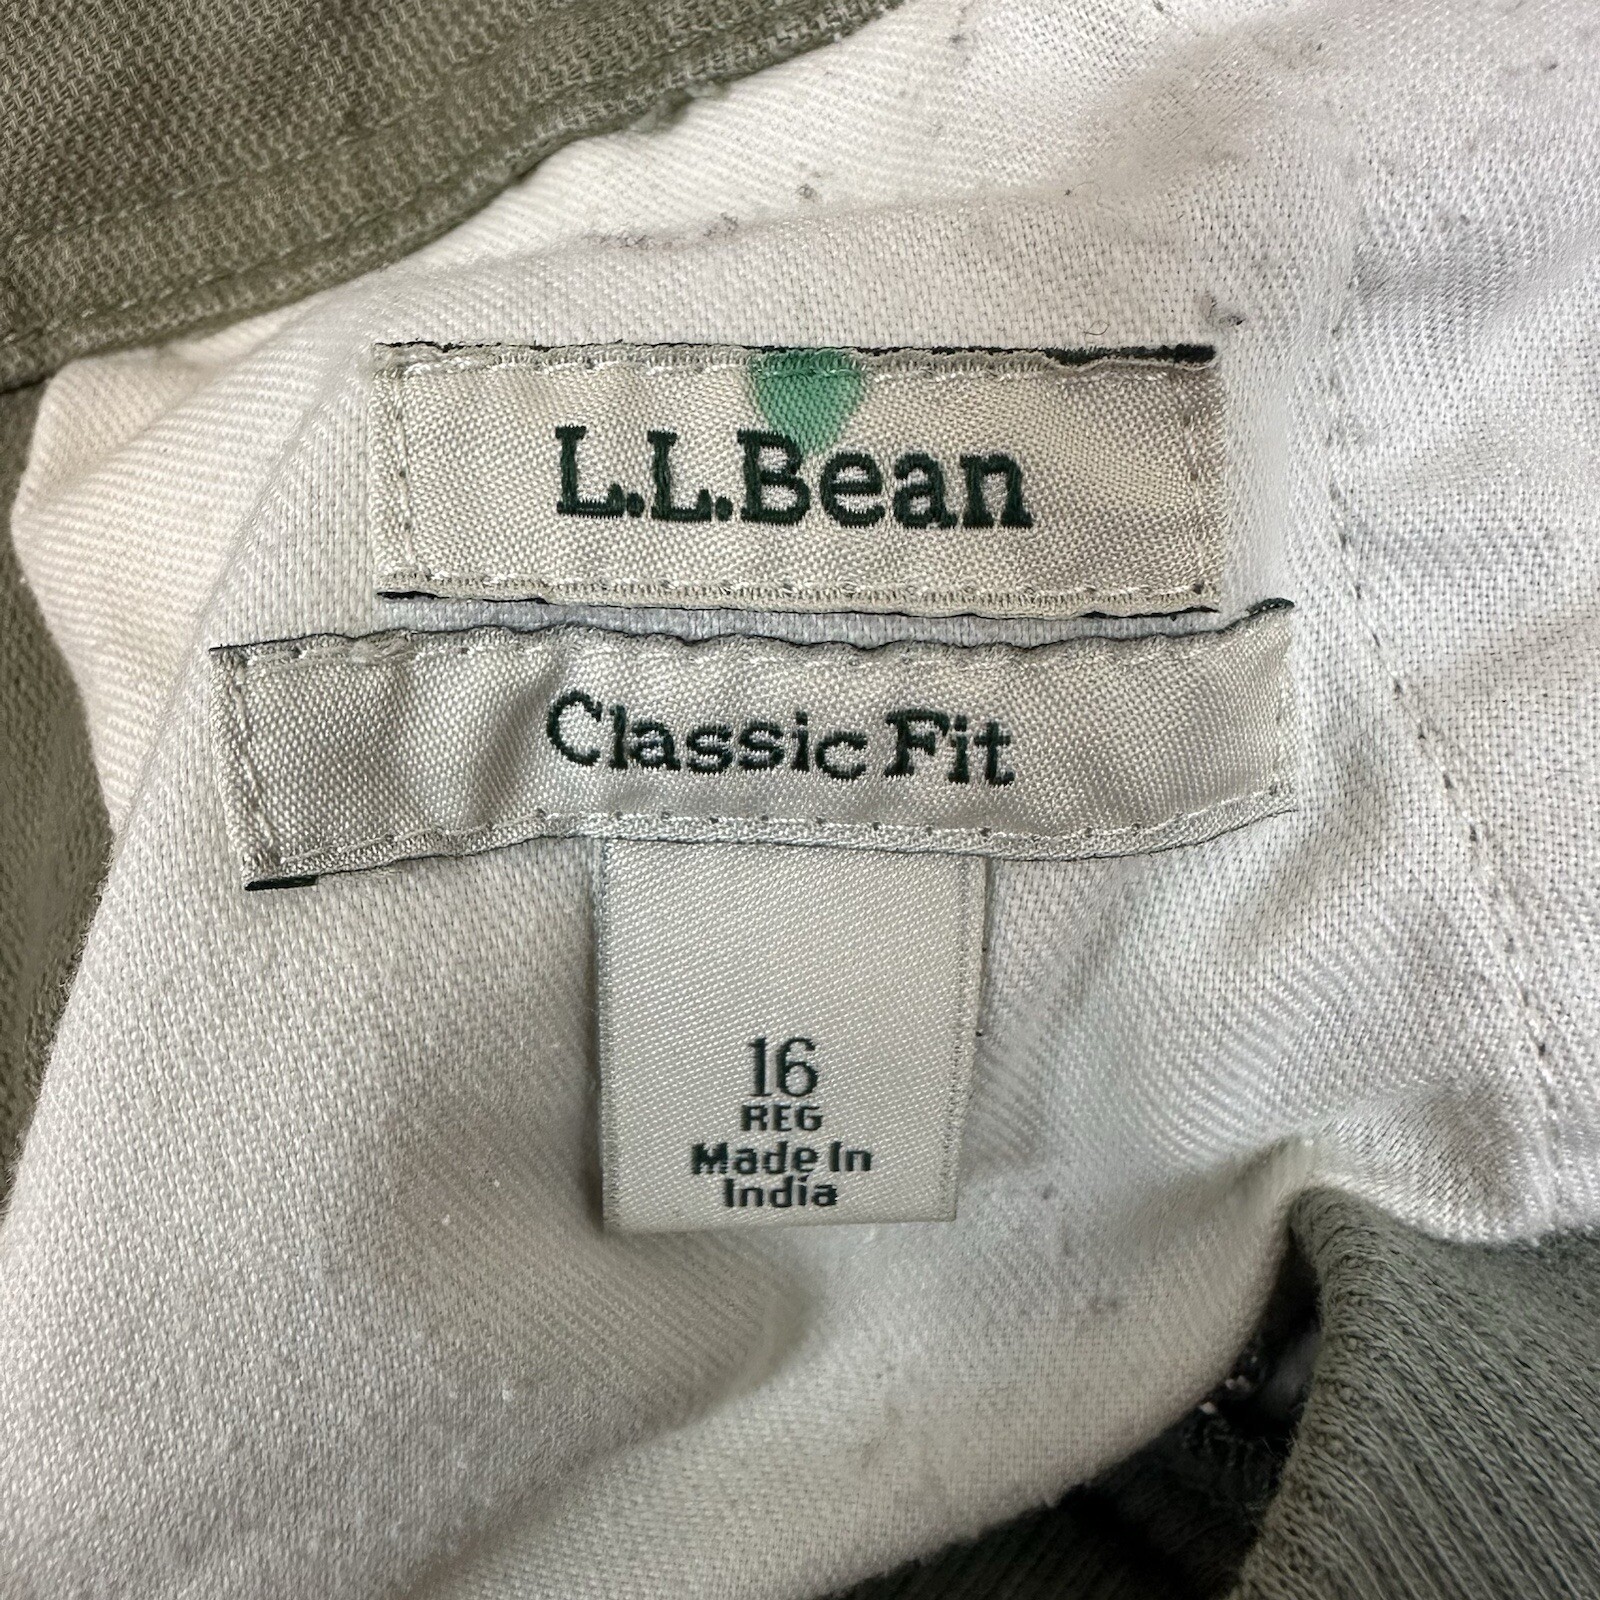 L.L.Bean
Classic Fit
16
REG
Made In
India